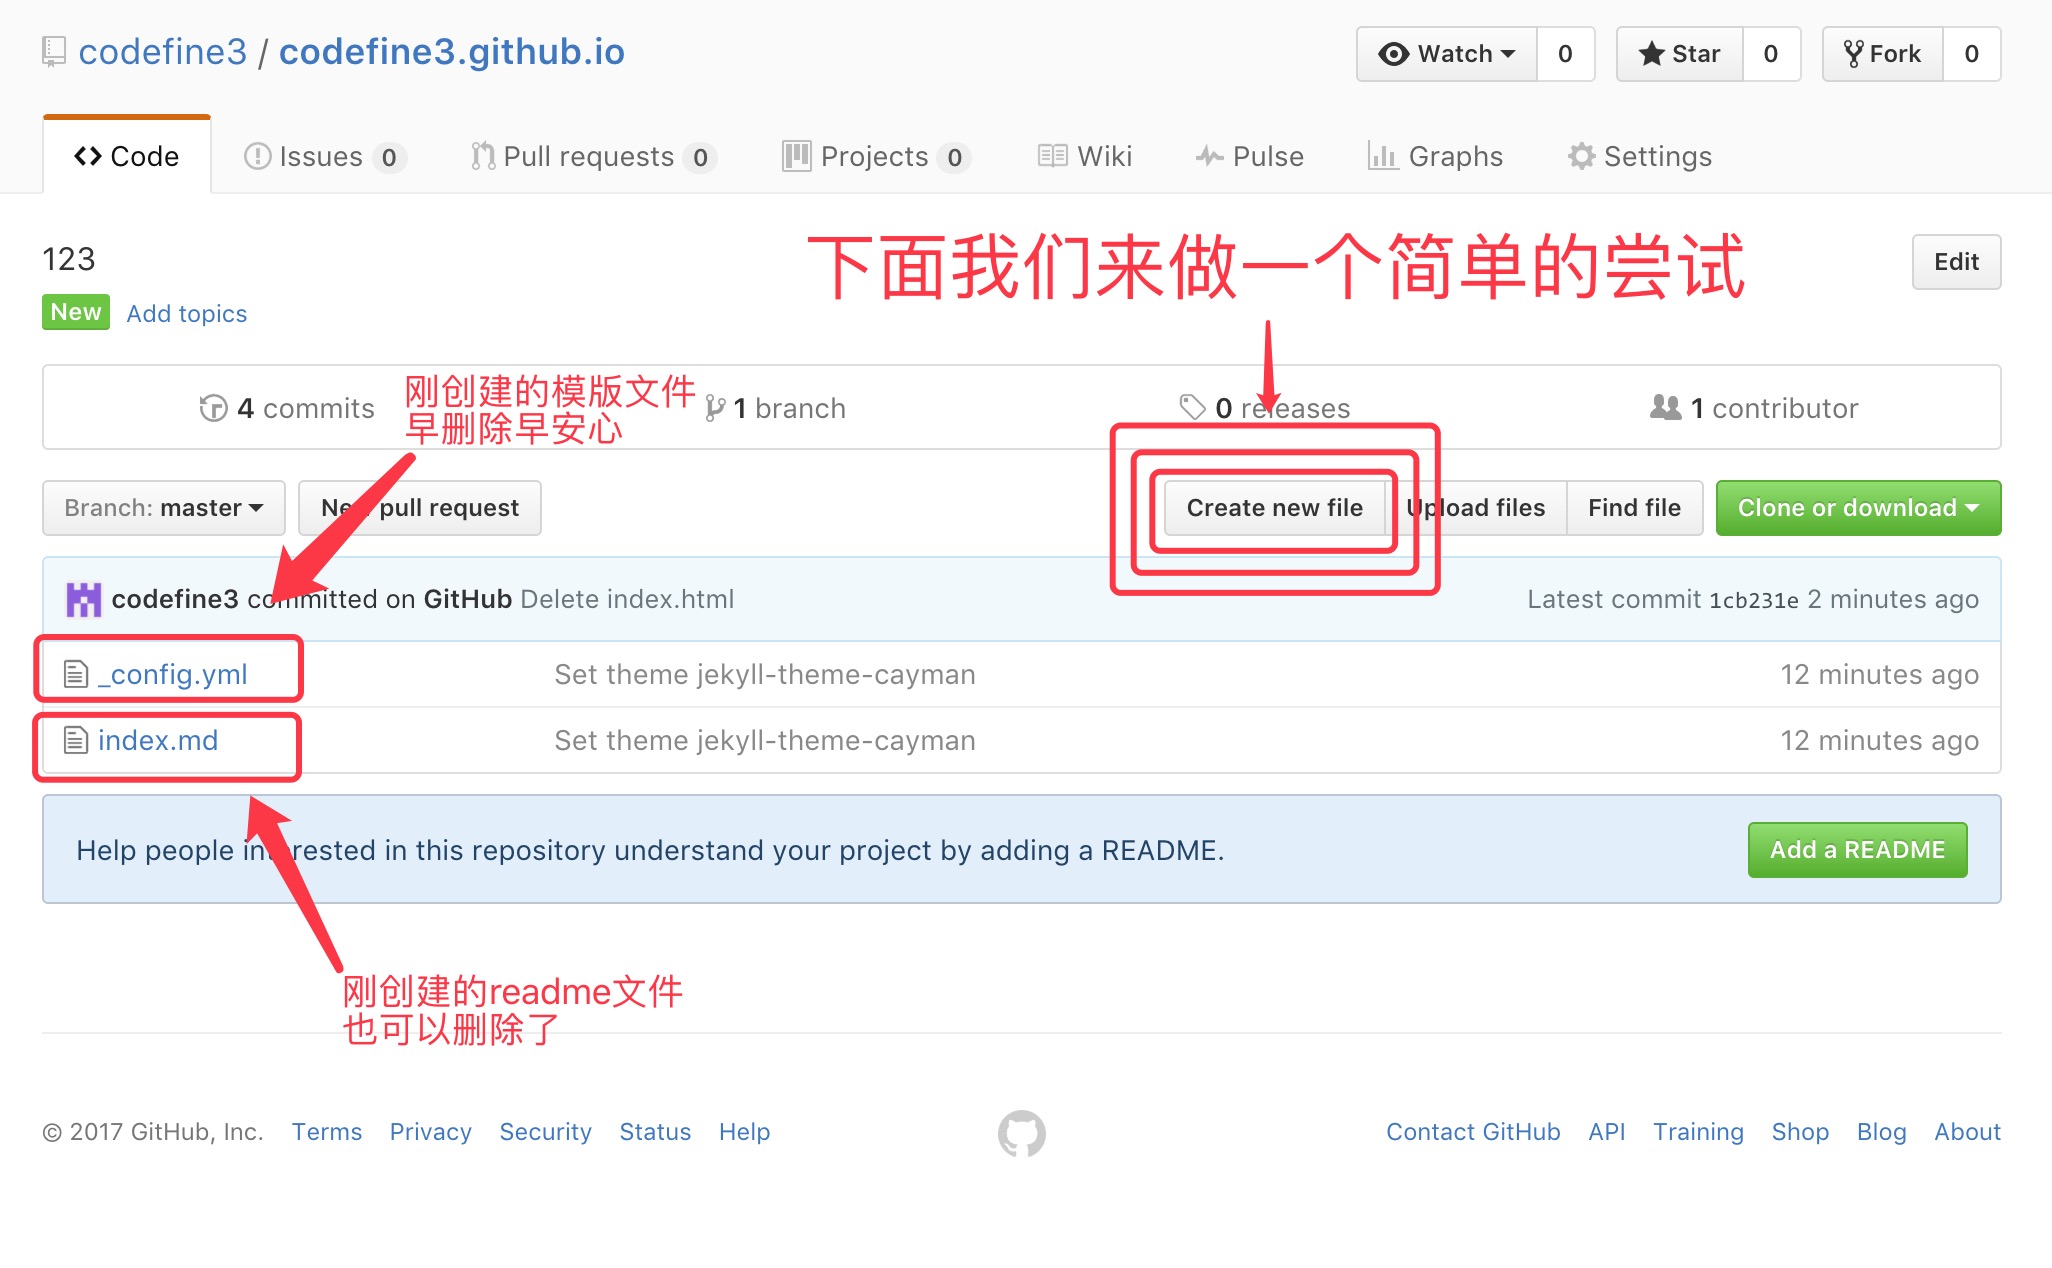 codefine3 / codefine3.github.io
Watch 0 Star 0 Fork 0
Code Issues 0 Pull requests 0 Projects 0 Wiki Pulse Graphs Settings
123
下面我们来做一个简单的尝试
Edit
New Add topics
刚创建的模版文件
早删除早安心
4 commits 1 branch 0 releases 1 contributor
Branch: master New pull request Create new file Upload files Find file Clone or download
codefine3 committed on GitHub Delete index.html Latest commit 1cb231e 2 minutes ago
_config.yml Set theme jekyll-theme-cayman 12 minutes ago
index.md Set theme jekyll-theme-cayman 12 minutes ago
Help people interested in this repository understand your project by adding a README. Add a README
刚创建的readme文件
也可以删除了
© 2017 GitHub, Inc. Terms Privacy Security Status Help Contact GitHub API Training Shop Blog About